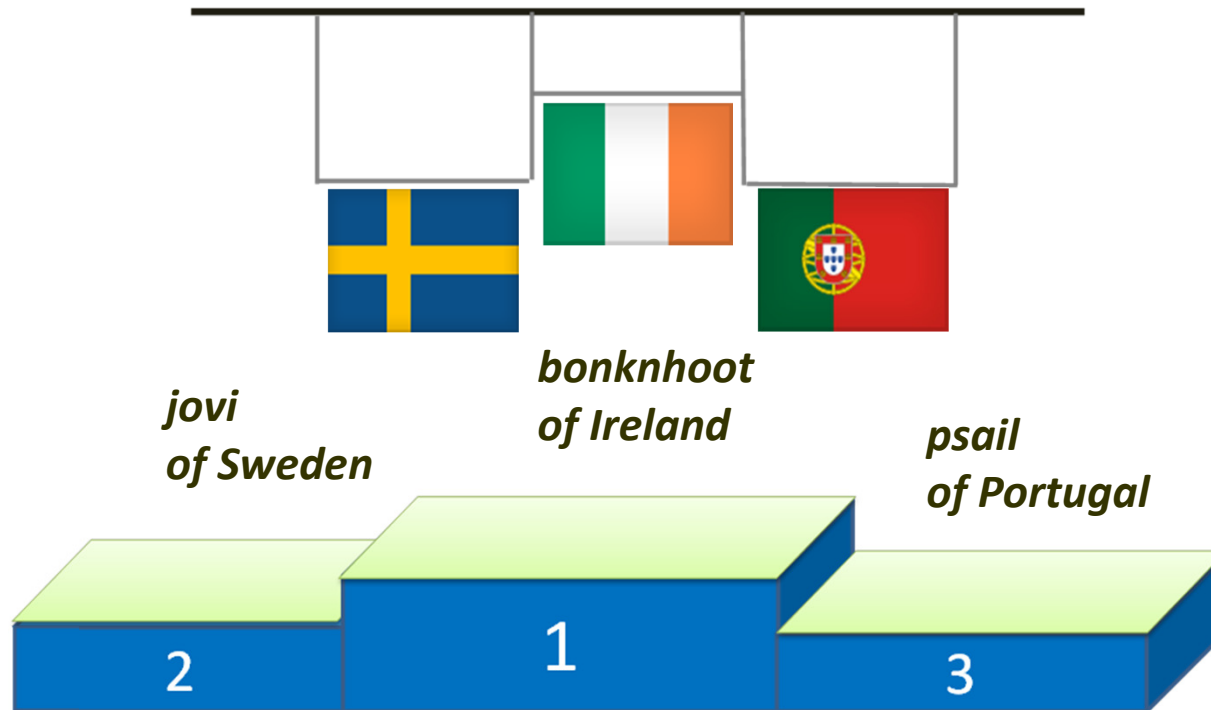 jovi
of Sweden
bonknhoot
of Ireland
psail
of Portugal
2
1
3